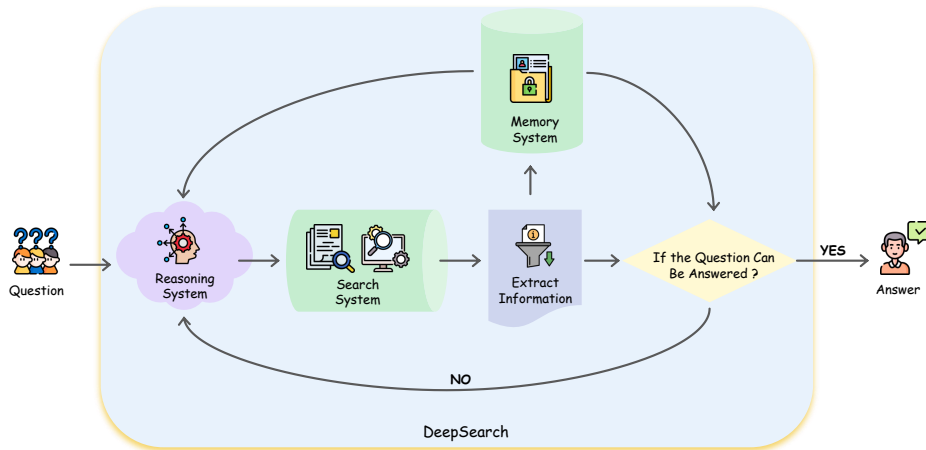 Memory
System
???
Question
Reasoning
System
Search
System
Extract
Information
If the Question Can
Be Answered ?
YES
Answer
NO
DeepSearch